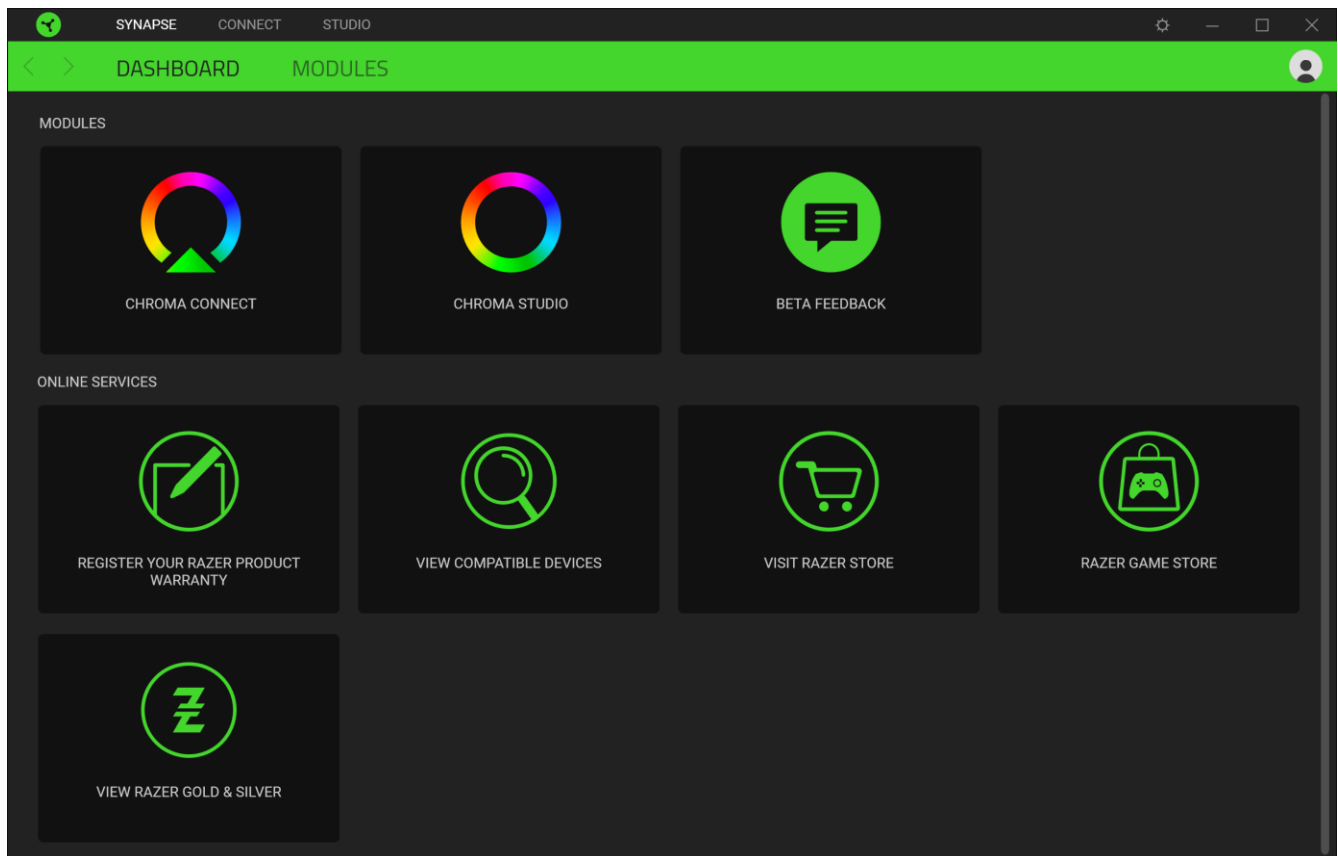 SYNAPSE CONNECT STUDIO
DASHBOARD MODULES
MODULES
CHROMA CONNECT
CHROMA STUDIO
BETA FEEDBACK
ONLINE SERVICES
REGISTER YOUR RAZER PRODUCT
WARRANTY
VIEW COMPATIBLE DEVICES
VISIT RAZER STORE
RAZER GAME STORE
VIEW RAZER GOLD & SILVER